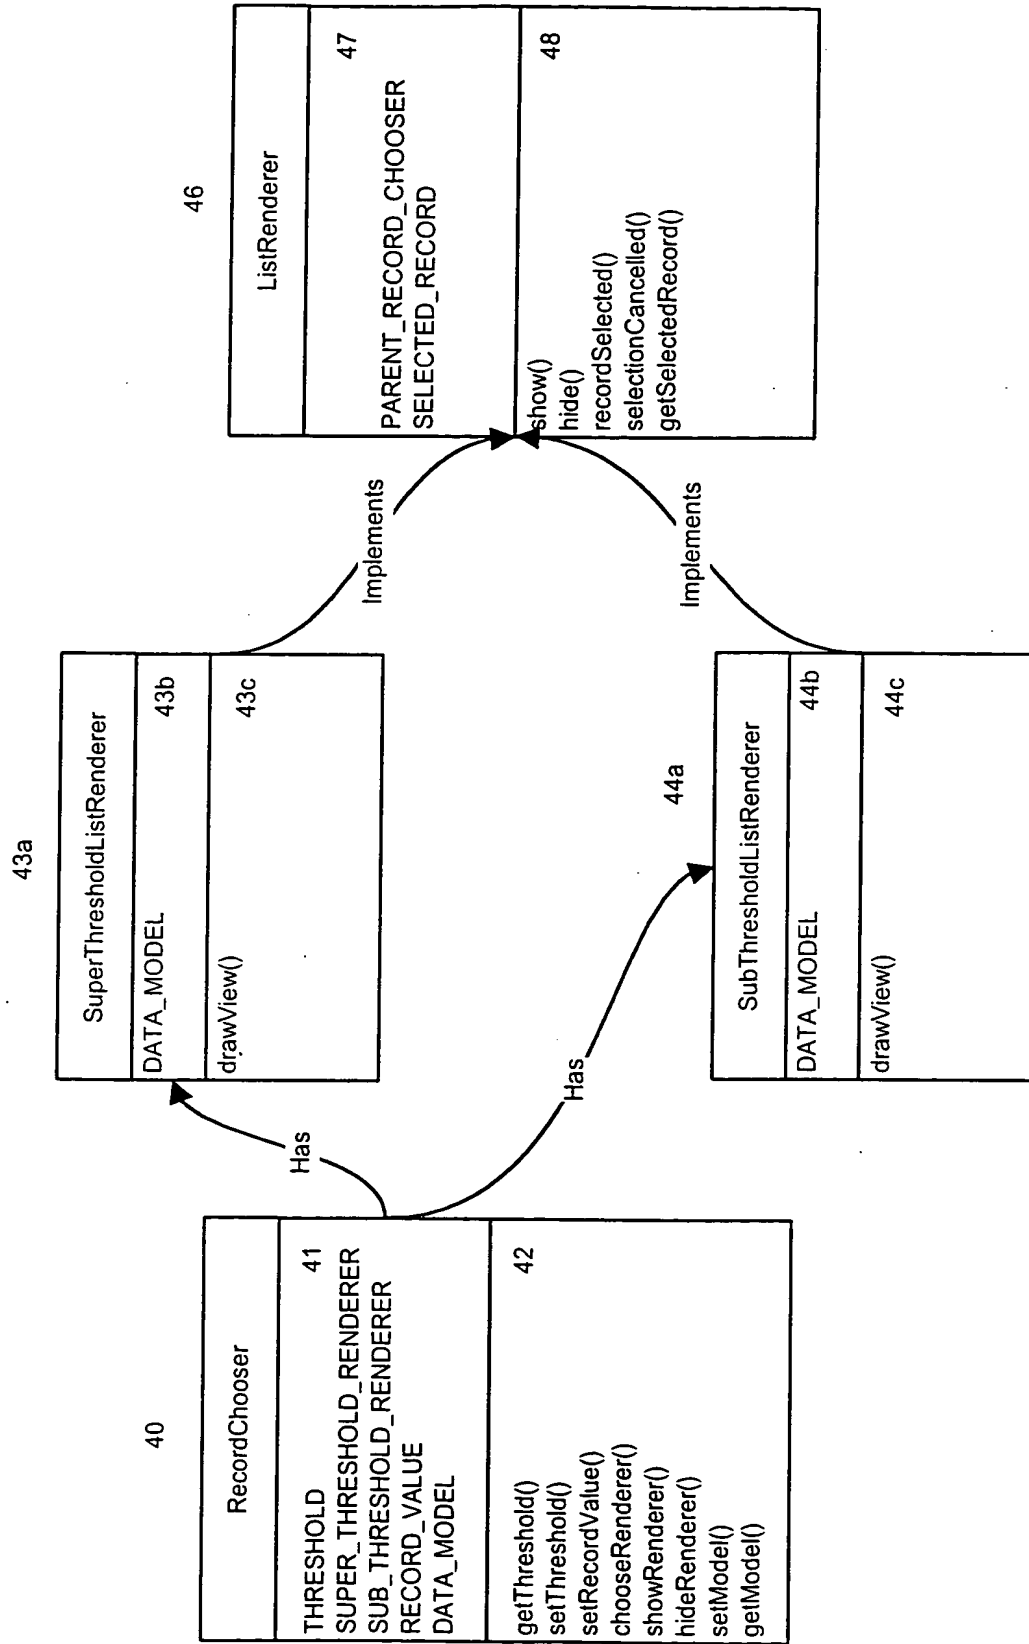 40
RecordChooser
41
THRESHOLD
SUPER_THRESHOLD_RENDERER
SUB_THRESHOLD_RENDERER
RECORD_VALUE
DATA_MODEL
42
getThreshold()
setThreshold()
setRecordValue()
chooseRenderer()
showRenderer()
hideRenderer()
setModel()
getModel()
Has
Has
43a
SuperThresholdListRenderer
43b
DATA_MODEL
43c
drawView()
44a
SubThresholdListRenderer
44b
DATA_MODEL
44c
drawView()
Implements
Implements
46
ListRenderer
47
PARENT_RECORD_CHOOSER
SELECTED_RECORD
48
show()
hide()
recordSelected()
selectionCancelled()
getSelectedRecord()